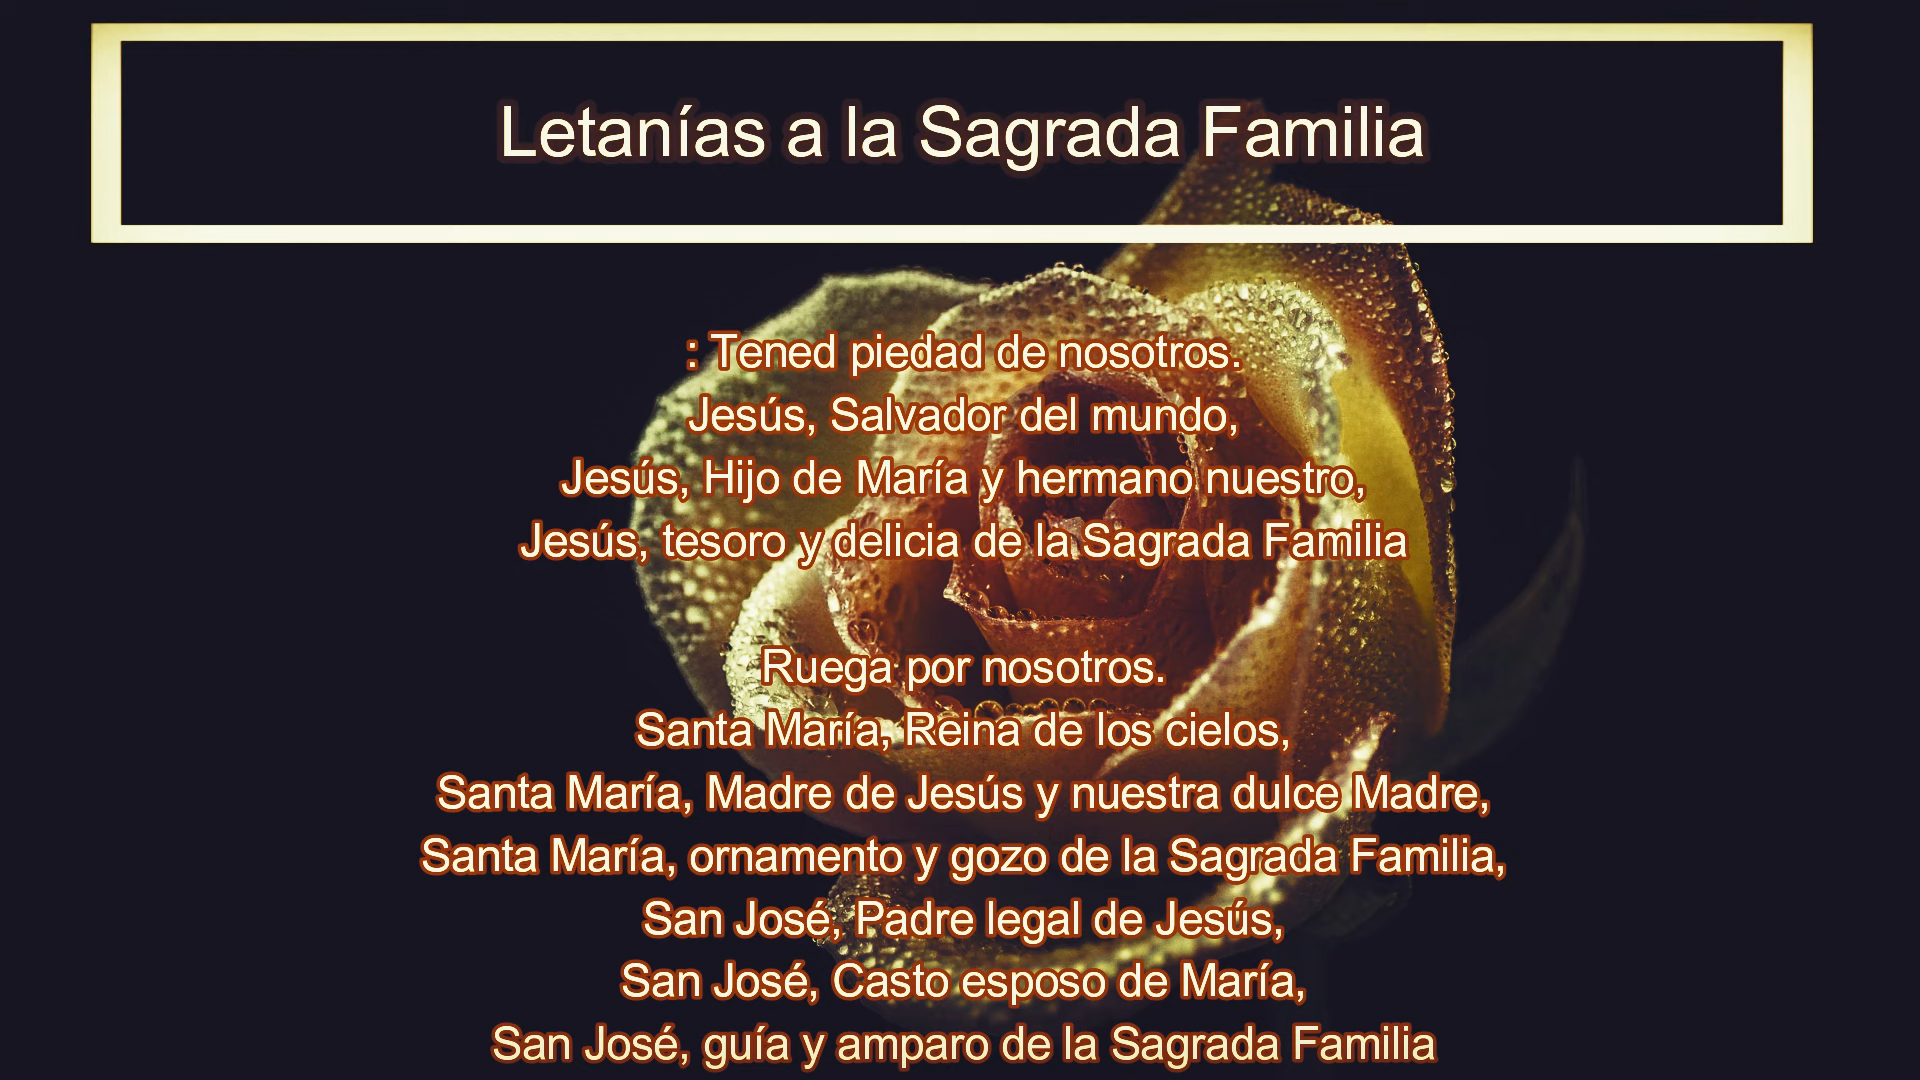 Letanías a la Sagrada Familia
: Tened piedad de nosotros.
Jesús, Salvador del mundo,
Jesús, Hijo de María y hermano nuestro,
Jesús, tesoro y delicia de la Sagrada Familia
Ruega por nosotros.
Santa María, Reina de los cielos,
Santa María, Madre de Jesús y nuestra dulce Madre,
Santa María, ornamento y gozo de la Sagrada Familia,
San José, Padre legal de Jesús,
San José, Casto esposo de María,
San José, guía y amparo de la Sagrada Familia